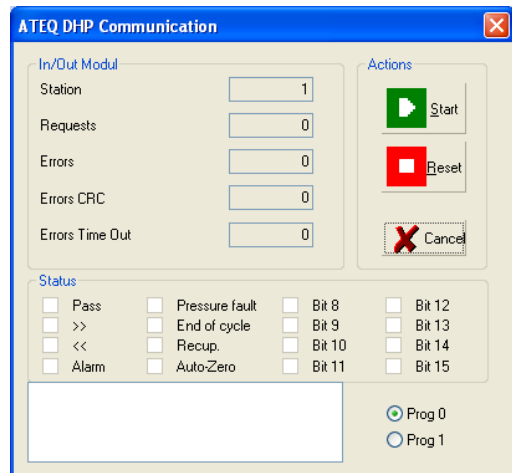 ATEQ DHP Communication
In/Out Modul
Station 1
Requests 0
Errors 0
Errors CRC 0
Errors Time Out 0
Actions
Start
Reset
Cancel
Status
Pass Pressure fault Bit 8 Bit 12
>> End of cycle Bit 9 Bit 13
<< Recup. Bit 10 Bit 14
Alarm Auto-Zero Bit 11 Bit 15
Prog 0
Prog 1